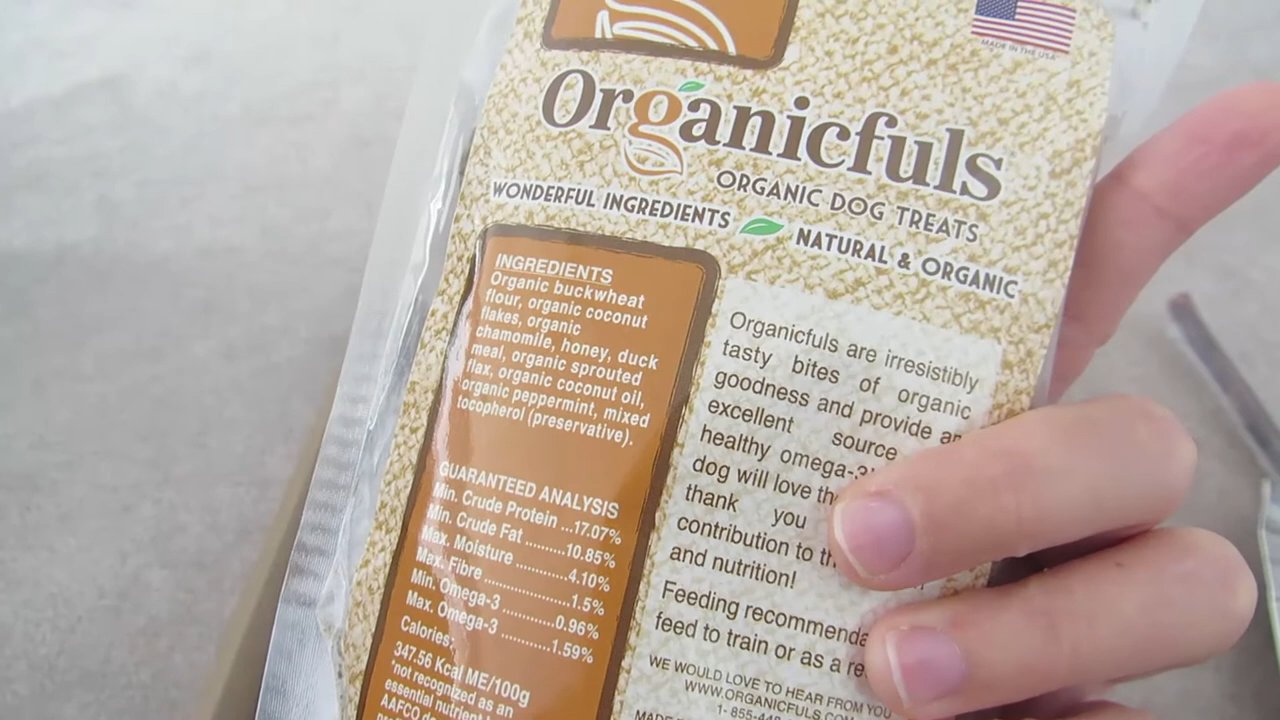 MADE IN THE USA
Organicfuls
ORGANIC DOG TREATS
WONDERFUL INGREDIENTS NATURAL & ORGANIC
INGREDIENTS
Organic buckwheat
flour, organic coconut
flakes, organic
chamomile, honey, duck
meal, organic sprouted
flax, organic coconut oil,
organic peppermint, mixed
tocopherol (preservative).
GUARANTEED ANALYSIS
Min. Crude Protein ...17.07%
Min. Crude Fat ..........10.85%
Max. Moisture ............4.10%
Max. Fibre .....................1.5%
Min. Omega-3 ............0.96%
Max. Omega-3 ...........1.59%
Calories:
347.56 Kcal ME/100g
*not recognized as an
essential nutrient
AAFCO
Organicfuls are irresistibly
tasty bites of organic
goodness and provide
excellent source
healthy omega-3
dog will love
thank you
contribution to
and nutrition!
Feeding
feed to train or as a
WE WOULD LOVE TO HEAR FROM YOU
WWW.ORGANICFULS.COM
1- 855-448
MADE